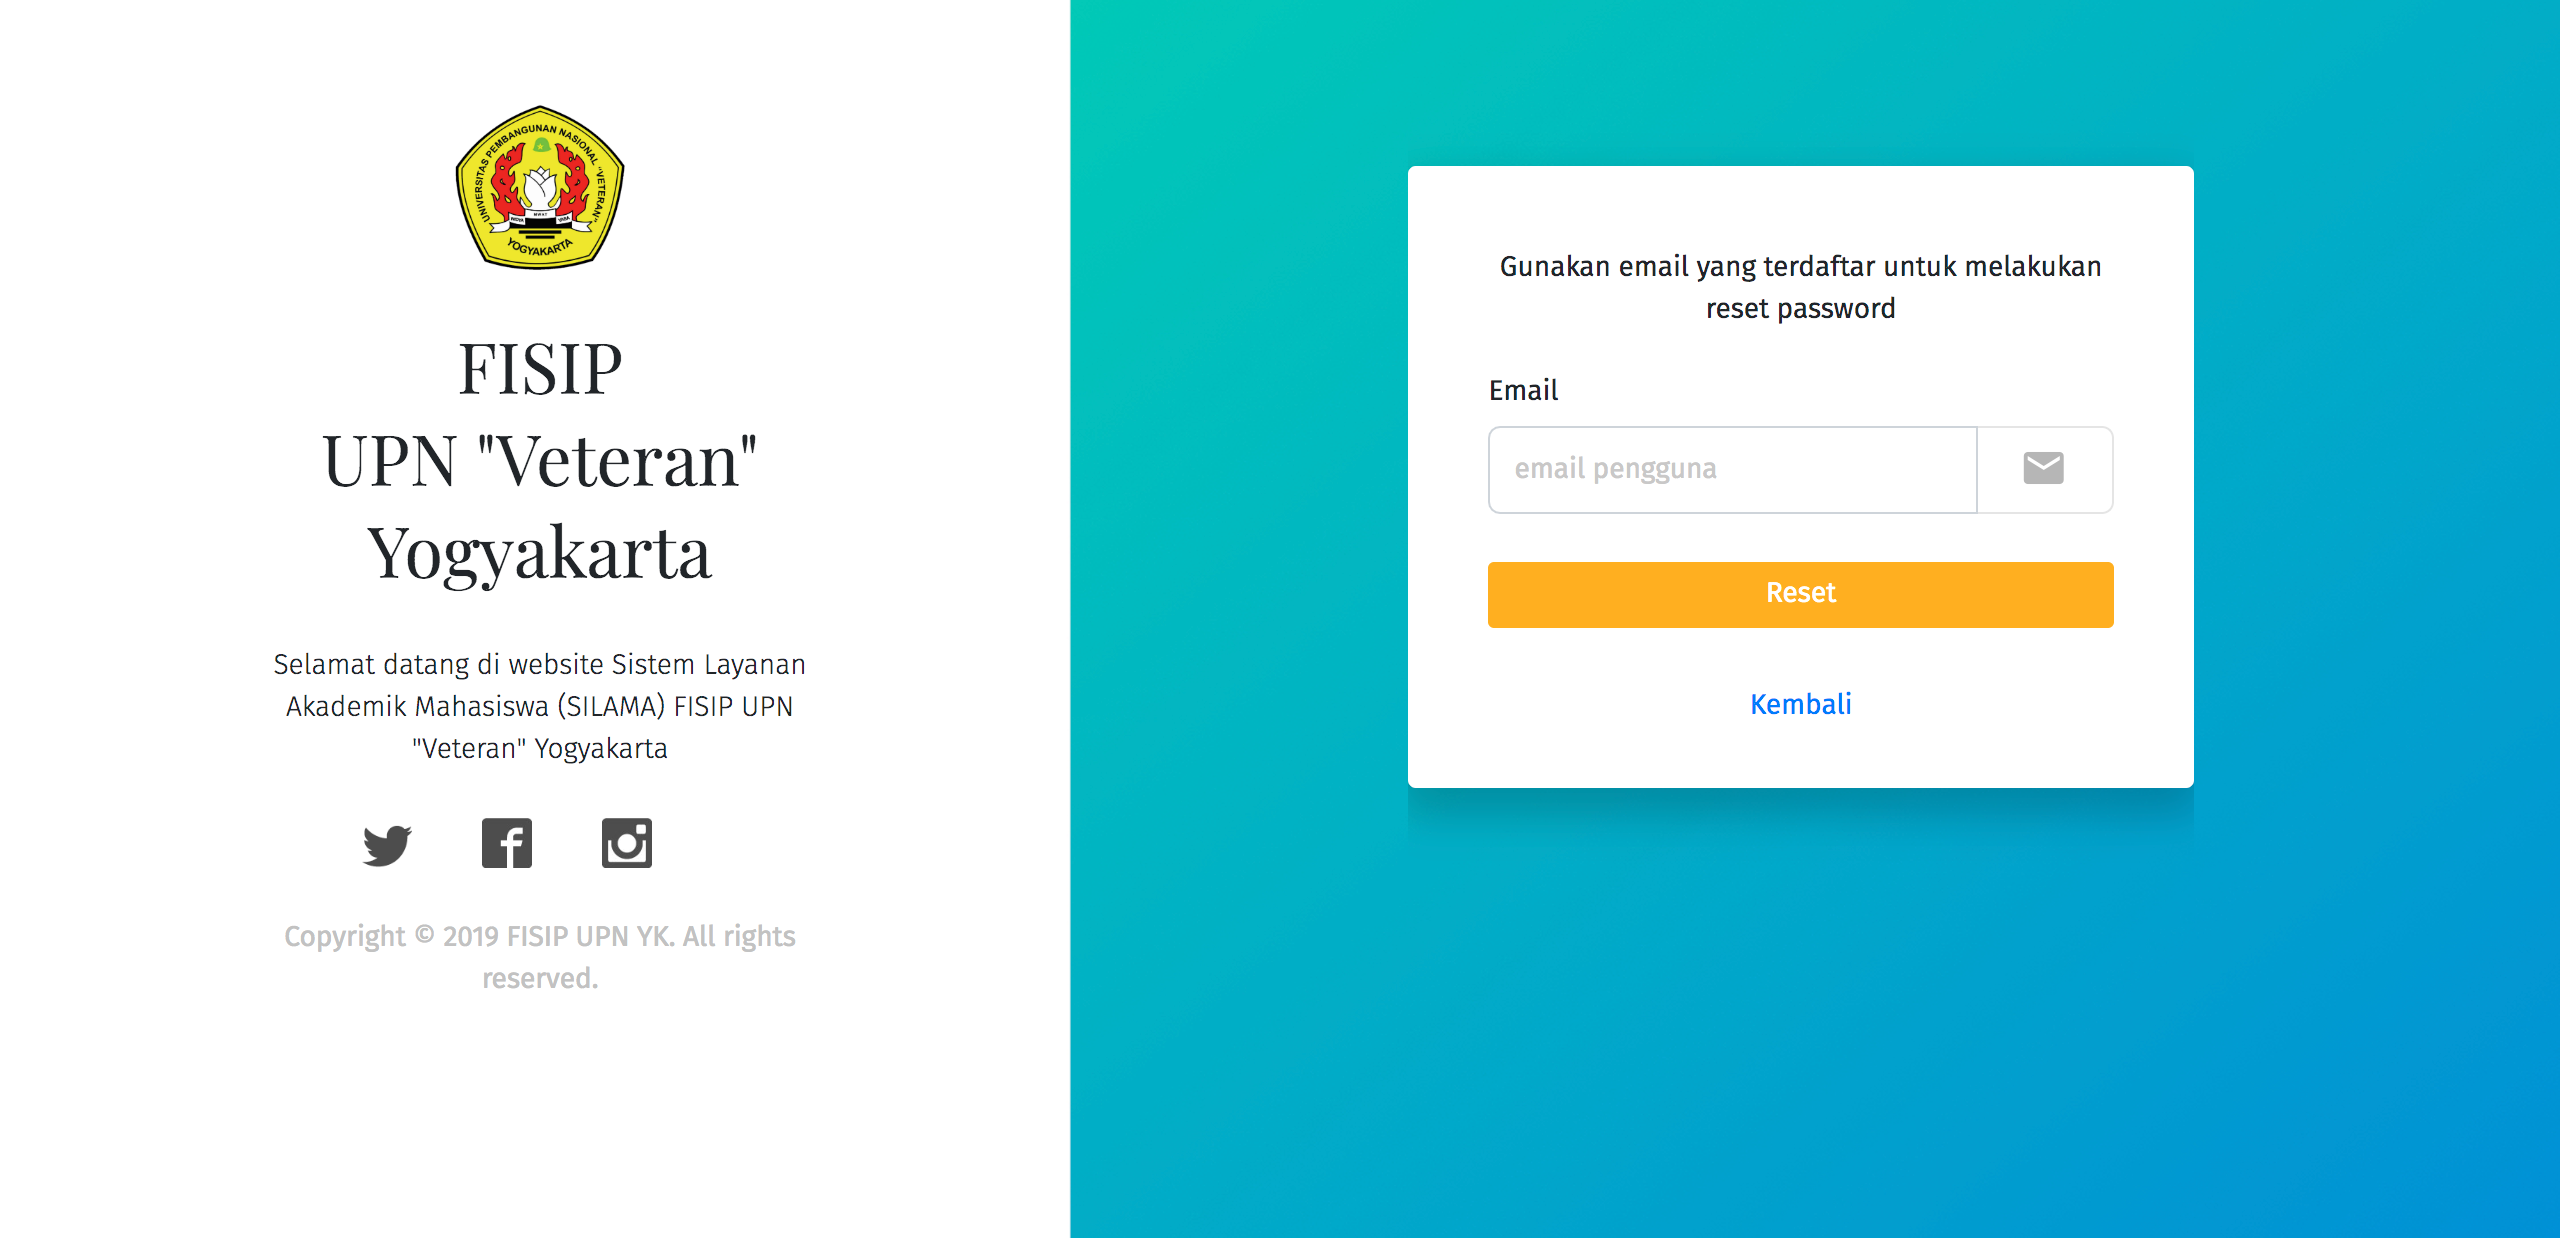 UNIVERSITAS PEMBANGUNAN NASIONAL "VETERAN"
YOGYAKARTA
FISIP
UPN "Veteran"
Yogyakarta
Selamat datang di website Sistem Layanan
Akademik Mahasiswa (SILAMA) FISIP UPN
"Veteran" Yogyakarta
Copyright © 2019 FISIP UPN YK. All rights
reserved.
Gunakan email yang terdaftar untuk melakukan
reset password
Email
email pengguna
Reset
Kembali